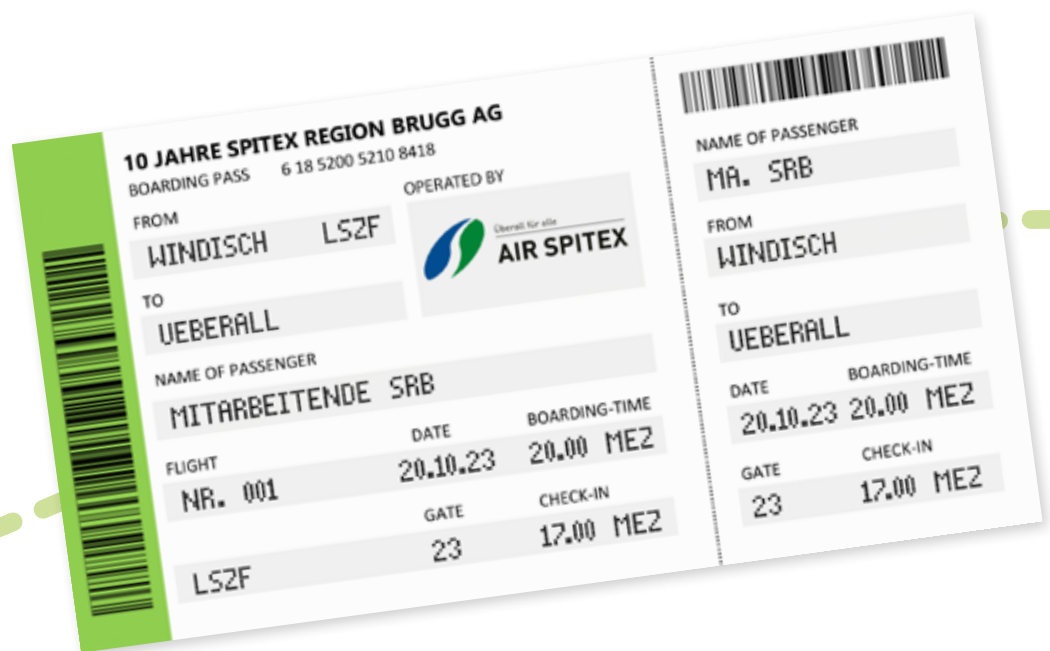 10 JAHRE SPITEX REGION BRUGG AG
BOARDING PASS 6 18 5200 5210 8418
FROM
WINDISCH LSZF
OPERATED BY
Überall für alle
AIR SPITEX
TO
UEBERALL
NAME OF PASSENGER
MITARBEITENDE SRB
FLIGHT DATE BOARDING-TIME
NR. 001 20.10.23 20.00 MEZ
GATE CHECK-IN
LSZF 23 17.00 MEZ
NAME OF PASSENGER
MA. SRB
FROM
WINDISCH
TO
UEBERALL
DATE BOARDING-TIME
20.10.23 20.00 MEZ
GATE CHECK-IN
23 17.00 MEZ